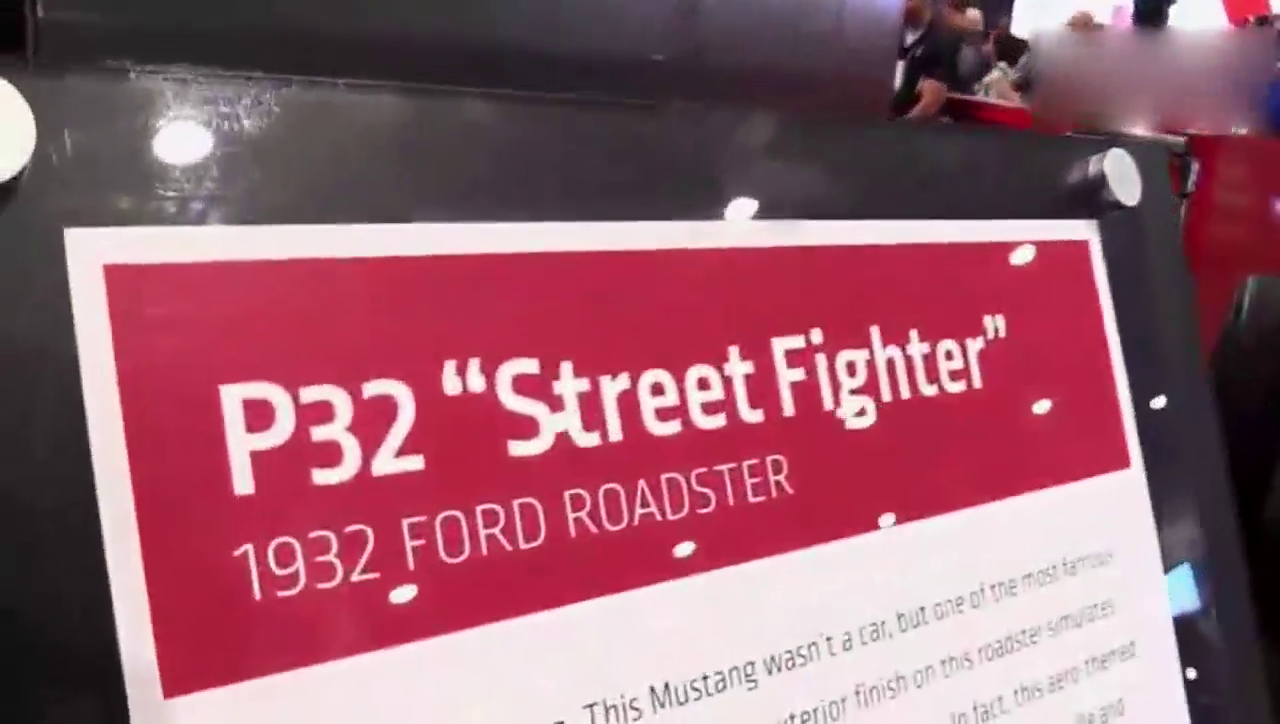 P32 “Street Fighter”
1932 FORD ROADSTER
This Mustang wasn't a car, but one of the most famous
exterior finish on this roadster simulates
In fact, this aero-themed
and